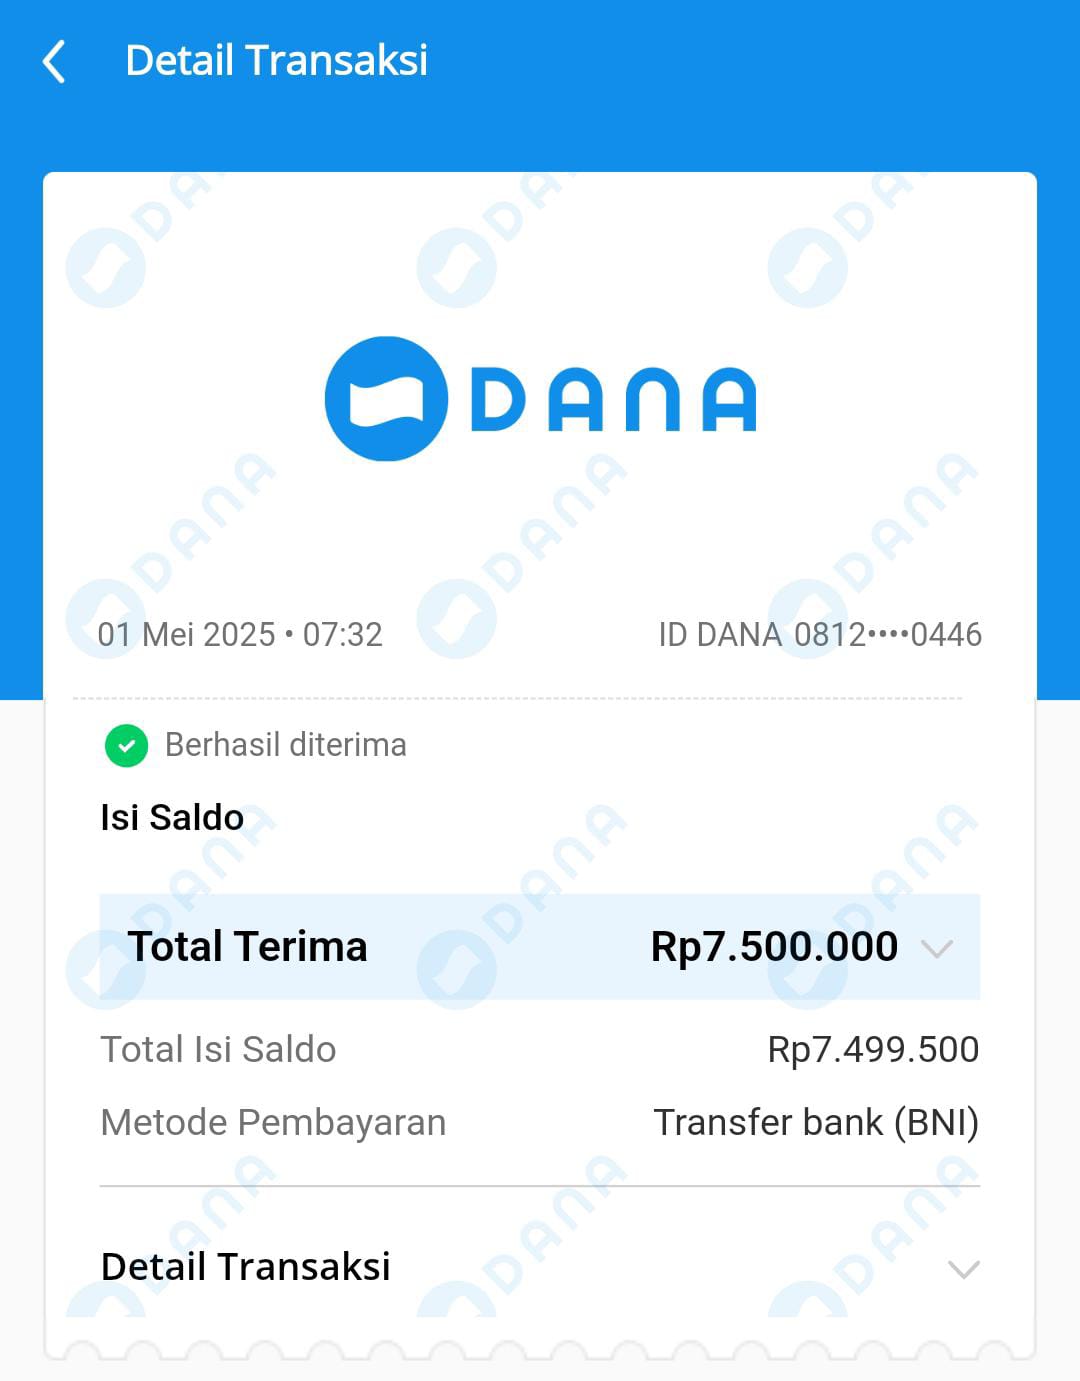 Detail Transaksi
DANA
01 Mei 2025 • 07:32
ID DANA 0812••••0446
Berhasil diterima
Isi Saldo
Total Terima Rp7.500.000
Total Isi Saldo Rp7.499.500
Metode Pembayaran Transfer bank (BNI)
Detail Transaksi